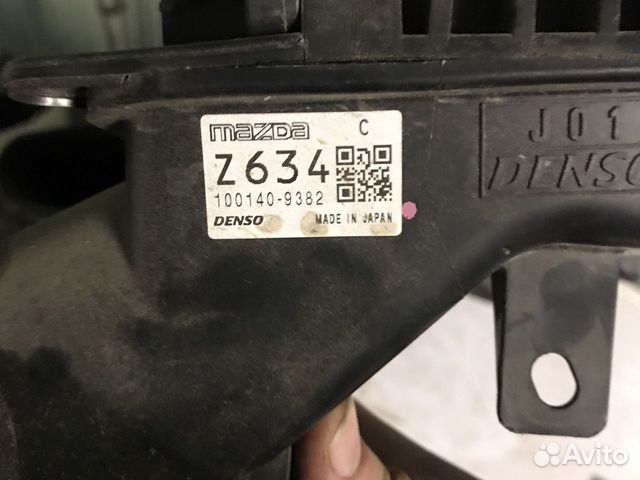 mazda C
Z634
100140-9382
DENSO MADE IN JAPAN
J01
DENSO
Avito